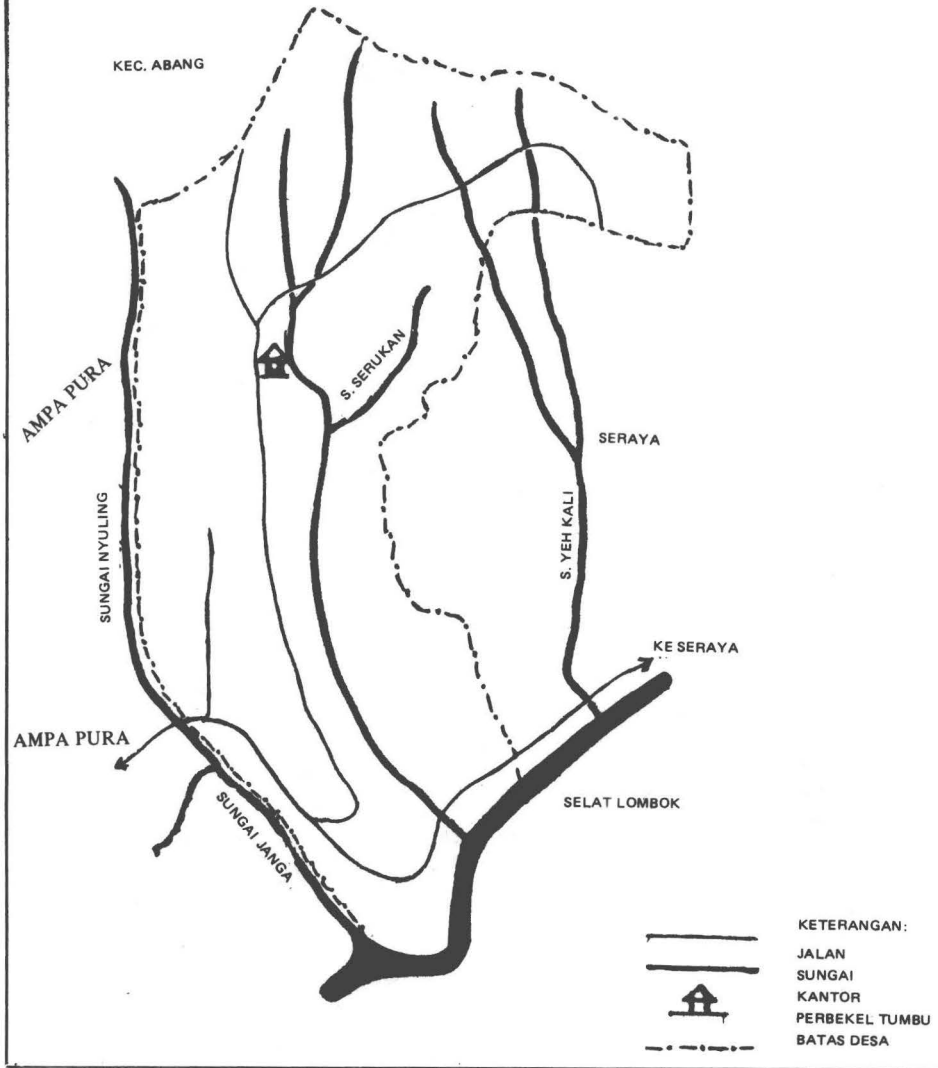 KEC. ABANG
AMPA PURA
S. SERUKAN
SERAYA
SUNGAI NYULING
S. YEH KALI
KE SERAYA
AMPA PURA
SELAT LOMBOK
SUNGAI JANGA
KETERANGAN:
JALAN
SUNGAI
KANTOR
PERBEKEL TUMBU
BATAS DESA